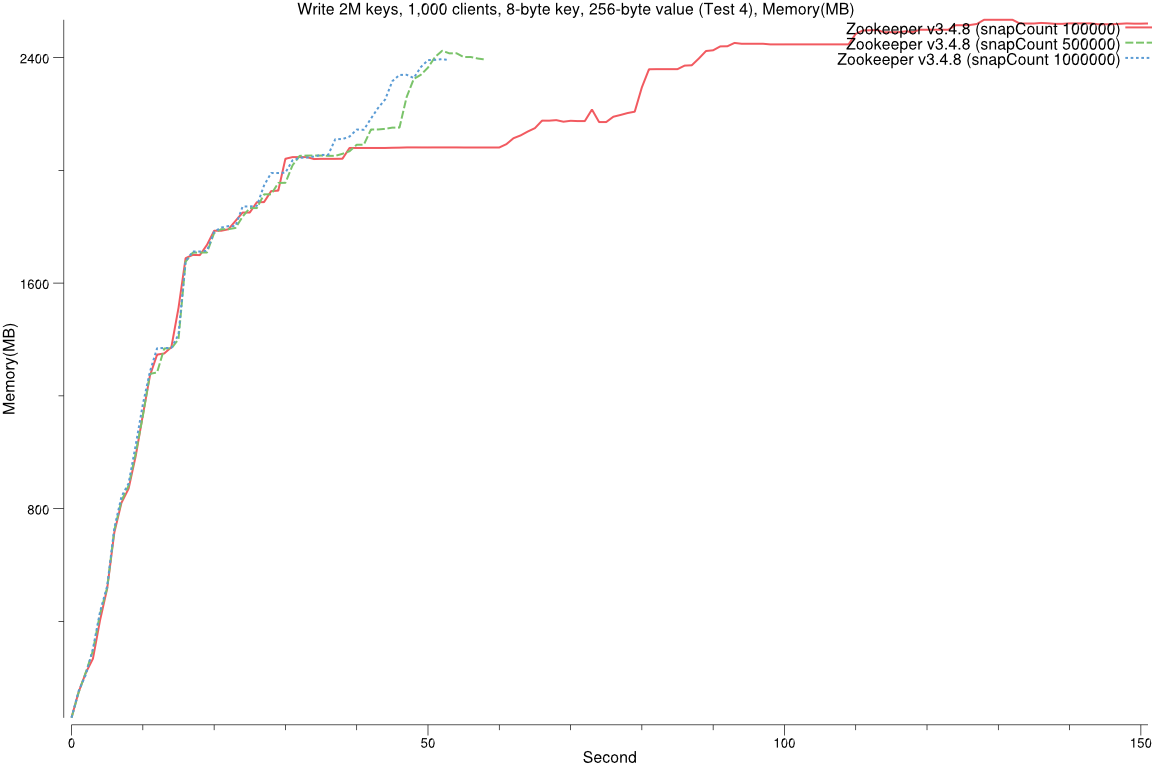 Write 2M keys, 1,000 clients, 8-byte key, 256-byte value (Test 4), Memory(MB)
Zookeeper v3.4.8 (snapCount 100000)
Zookeeper v3.4.8 (snapCount 500000)
Zookeeper v3.4.8 (snapCount 1000000)
2400
1600
800
Memory(MB)
0 50 100 150
Second